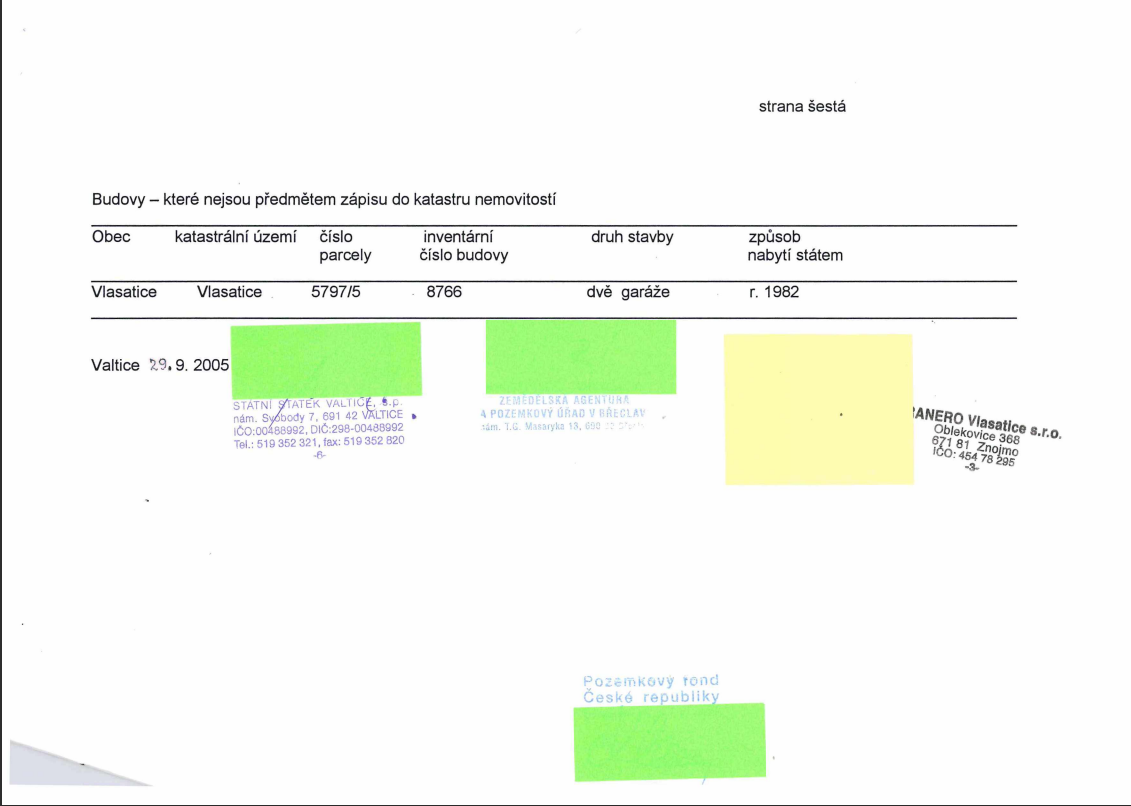 strana šestá
Budovy – které nejsou předmětem zápisu do katastru nemovitostí
Obec katastrální území číslo parcely inventární číslo budovy druh stavby způsob nabytí státem
Vlasatice Vlasatice 5797/5 8766 dvě garáže r. 1982
Valtice 29. 9. 2005
STÁTNÍ STATEK VALTICE, s.p.
nám. Svobody 7, 691 42 VALTICE
IČO:00488992, DIČ:298-00488992
Tel.: 519 352 321, fax: 519 352 820
-6-
ZEMĚDĚLSKÁ AGENTURA
A POZEMKOVÝ ÚŘAD V BŘECLAV
nám. T.G. Masaryka 13, 690
ANERO Vlasatice s.r.o.
Oblekovice 368
671 81 Znojmo
IČO: 454 78 295
-3-
Pozemkový fond
České republiky